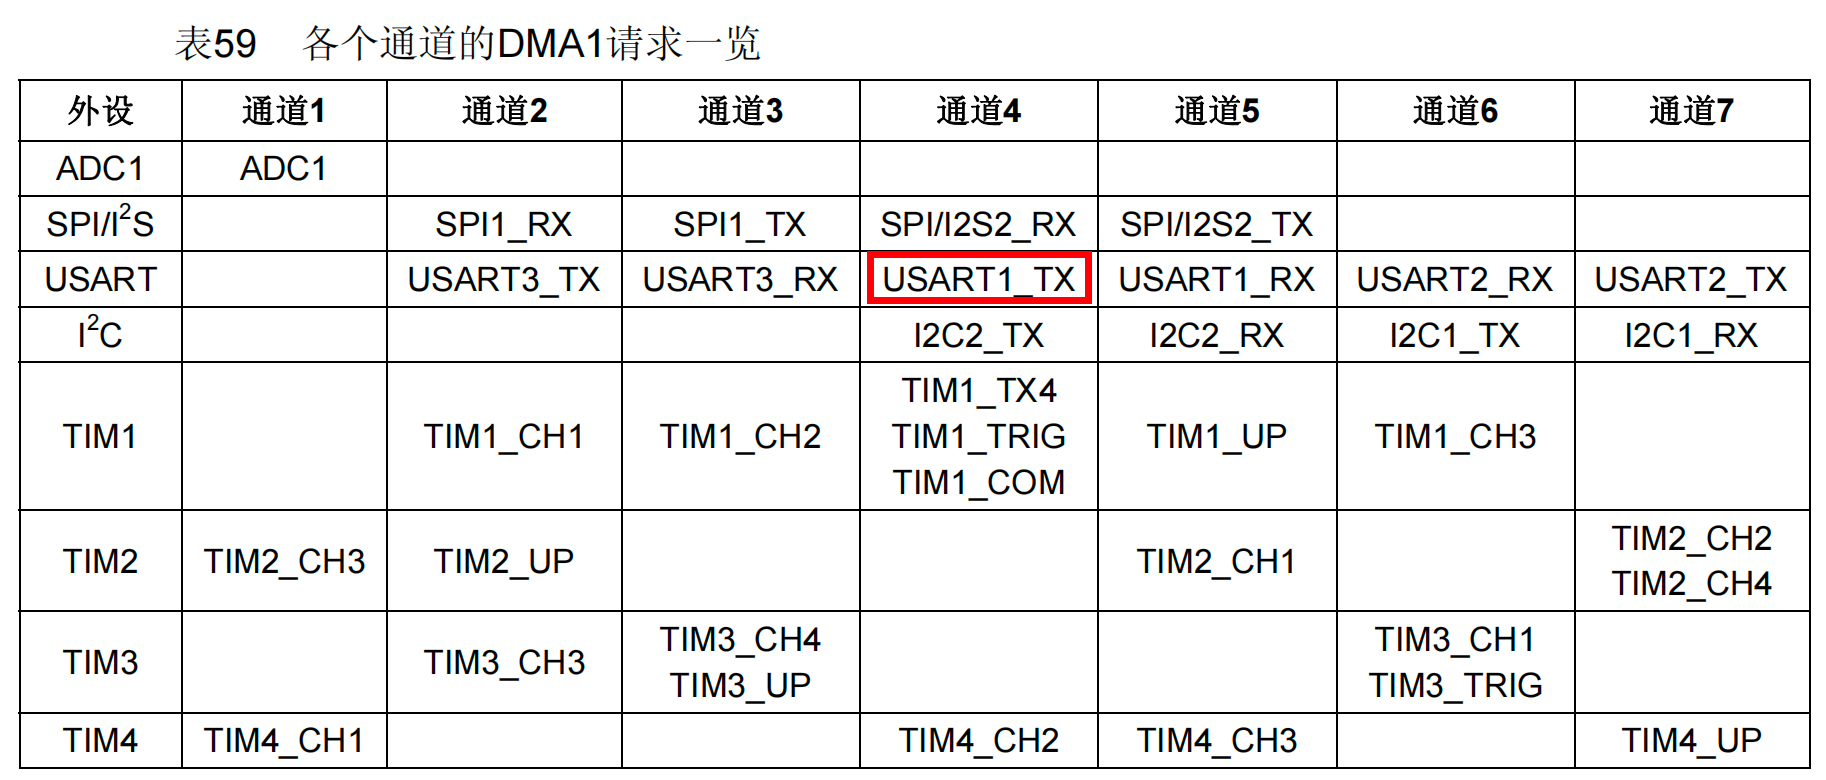 表59 各个通道的DMA1请求一览
外设 通道1 通道2 通道3 通道4 通道5 通道6 通道7
ADC1 ADC1
SPI/I²S SPI1_RX SPI1_TX SPI/I2S2_RX SPI/I2S2_TX
USART USART3_TX USART3_RX USART1_TX USART1_RX USART2_RX USART2_TX
I²C I2C2_TX I2C2_RX I2C1_TX I2C1_RX
TIM1 TIM1_CH1 TIM1_CH2 TIM1_TX4
TIM1_TRIG
TIM1_COM TIM1_UP TIM1_CH3
TIM2 TIM2_CH3 TIM2_UP TIM2_CH1 TIM2_CH2
TIM2_CH4
TIM3 TIM3_CH3 TIM3_CH4
TIM3_UP TIM3_CH1
TIM3_TRIG
TIM4 TIM4_CH1 TIM4_CH2 TIM4_CH3 TIM4_UP